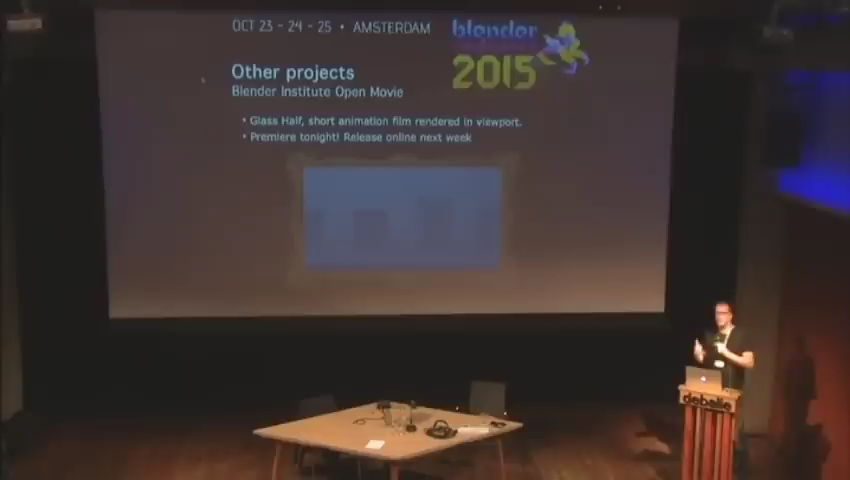 OCT 23 - 24 - 25 • AMSTERDAM
blender
2015
Other projects
Blender Institute Open Movie
• Glass Half, short animation film rendered in viewport.
• Premiere tonight! Release online next week
debalie